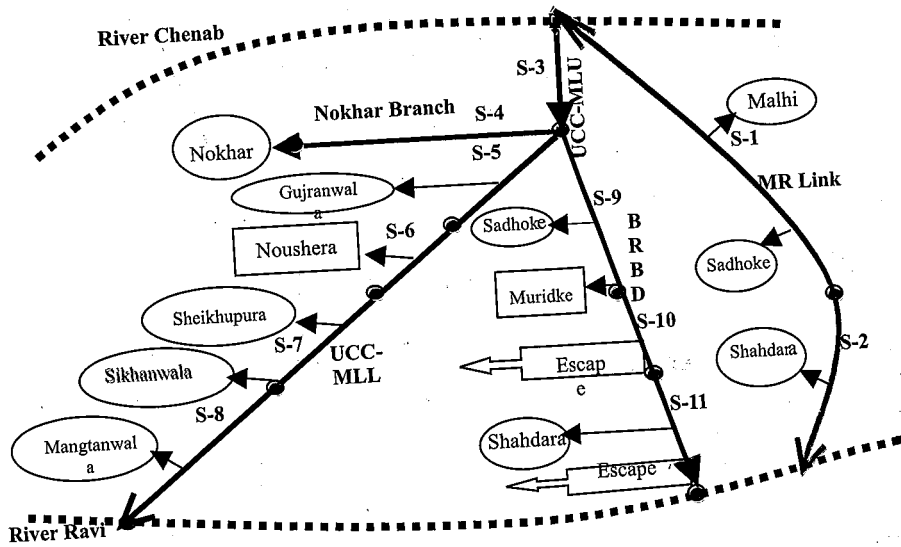 River Chenab
S-3
UCC-MLU
Malhi
S-1
Nokhar Branch
S-4
Nokhar
S-5
MR Link
Gujranwal
a
S-9
S-6
Sadhoke
B
R
B
D
Noushera
Sadhoke
Muridke
Sheikhupura
S-10
S-7
UCC-
MLL
S-2
Shahdara
Escap
e
Sikhanwala
S-8
S-11
Mangtanwal
a
Shahdara
Escape
River Ravi